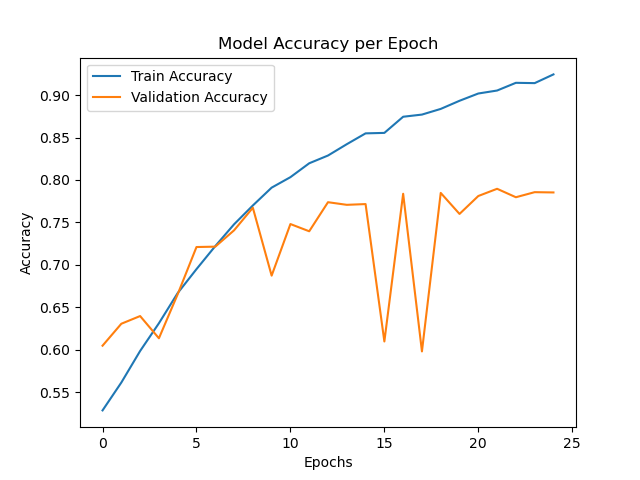 Model Accuracy per Epoch
Train Accuracy
Validation Accuracy
0.90
0.85
0.80
0.75
0.70
0.65
0.60
0.55
Accuracy
0 5 10 15 20 25
Epochs